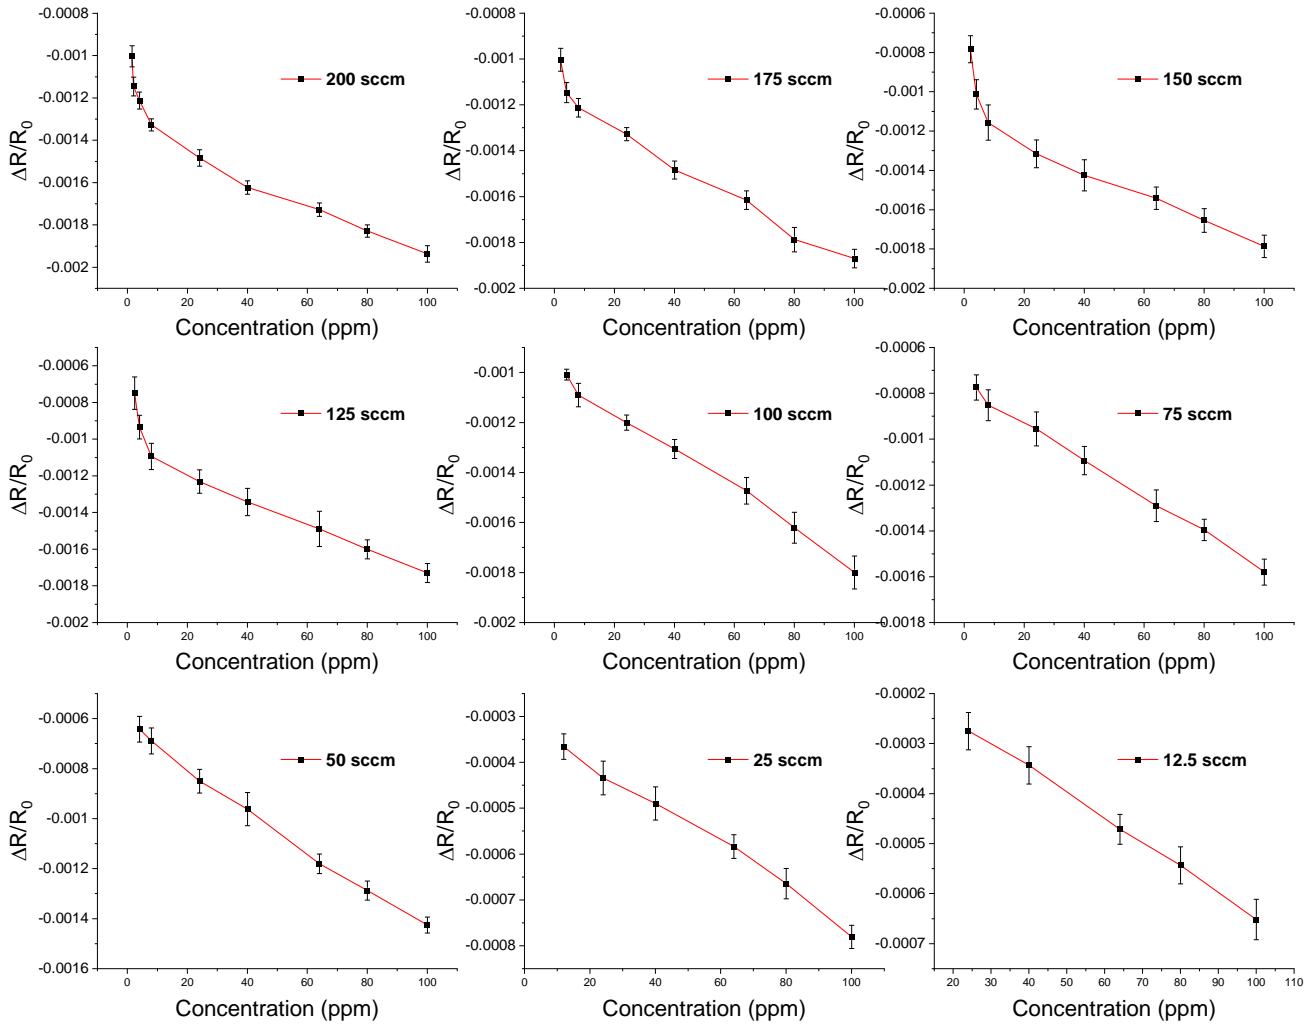 -0.0008
-0.001
-0.0012
-0.0014
-0.0016
-0.0018
-0.002
ΔR/R0
200 sccm
0 20 40 60 80 100
Concentration (ppm)
-0.0008
-0.001
-0.0012
-0.0014
-0.0016
-0.0018
-0.002
ΔR/R0
175 sccm
0 20 40 60 80 100
Concentration (ppm)
-0.0006
-0.0008
-0.001
-0.0012
-0.0014
-0.0016
-0.0018
-0.002
ΔR/R0
150 sccm
0 20 40 60 80 100
Concentration (ppm)
-0.0006
-0.0008
-0.001
-0.0012
-0.0014
-0.0016
-0.0018
-0.002
ΔR/R0
125 sccm
0 20 40 60 80 100
Concentration (ppm)
-0.001
-0.0012
-0.0014
-0.0016
-0.0018
-0.002
ΔR/R0
100 sccm
0 20 40 60 80 100
Concentration (ppm)
-0.0006
-0.0008
-0.001
-0.0012
-0.0014
-0.0016
-0.0018
ΔR/R0
75 sccm
0 20 40 60 80 100
Concentration (ppm)
-0.0006
-0.0008
-0.001
-0.0012
-0.0014
-0.0016
ΔR/R0
50 sccm
0 20 40 60 80 100
Concentration (ppm)
-0.0003
-0.0004
-0.0005
-0.0006
-0.0007
-0.0008
ΔR/R0
25 sccm
0 20 40 60 80 100
Concentration (ppm)
-0.0002
-0.0003
-0.0004
-0.0005
-0.0006
-0.0007
ΔR/R0
12.5 sccm
20 30 40 50 60 70 80 90 100 110
Concentration (ppm)